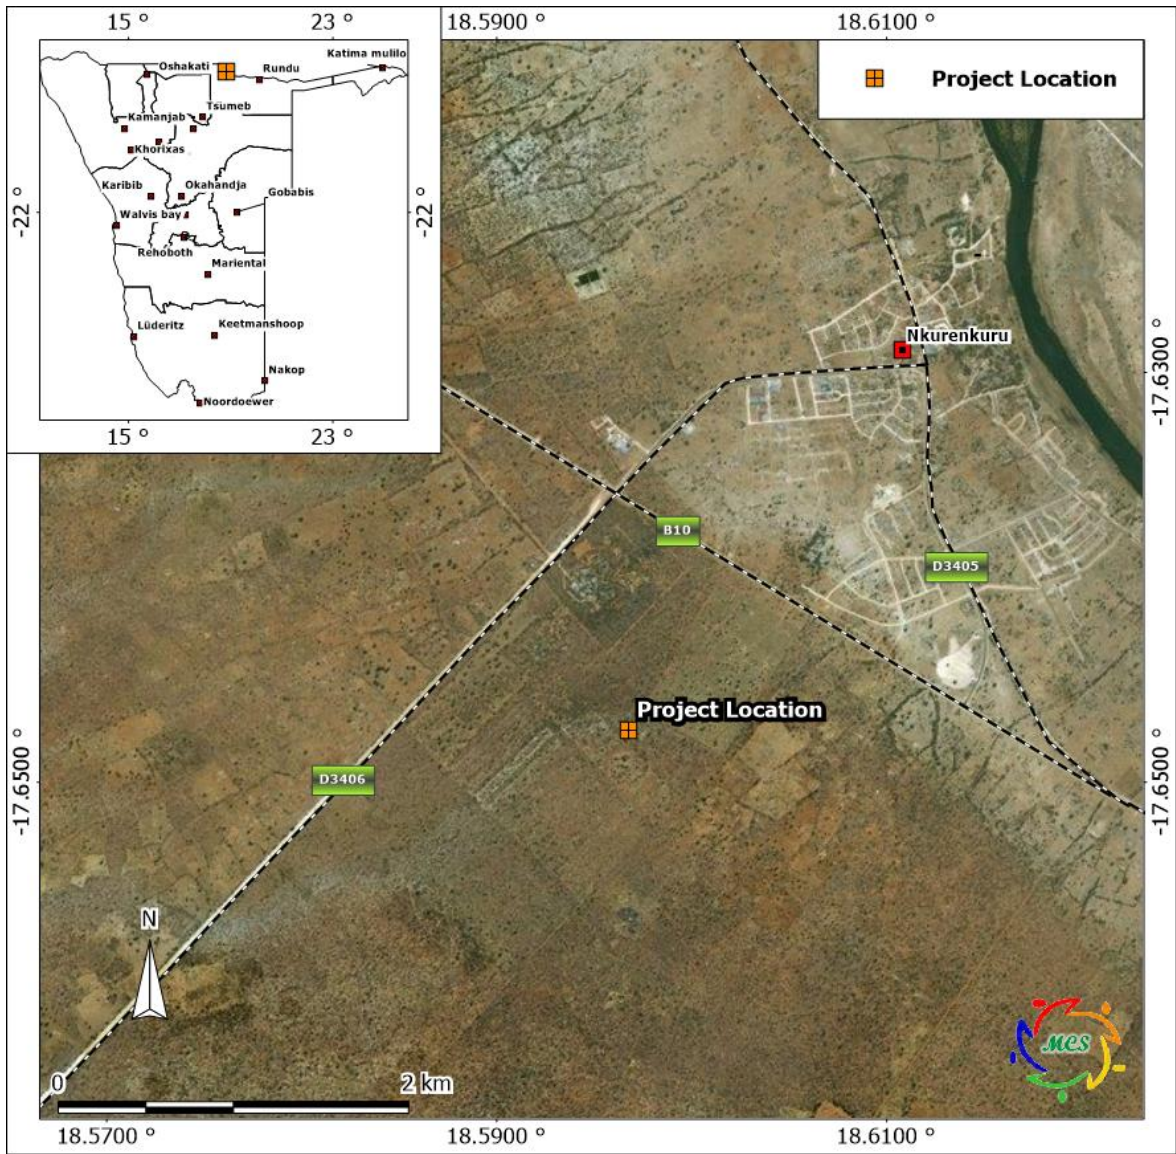 15 °
23 °
18.5900 °
18.6100 °
Katima mulilo
Oshakati
Rundu
Project Location
Tsumeb
Kamanjab
Khorixas
Karibib
Okahandja
Gobabis
-22 °
-22 °
Walvis bay
Rehoboth
Mariental
Lüderitz
Keetmanshoop
Nkurenkuru
-17.6300 °
Nakop
Noordoewer
15 °
23 °
B10
D3405
Project Location
-17.6500 °
D3406
-17.6500 °
N
MCS
0
2 km
18.5700 °
18.5900 °
18.6100 °